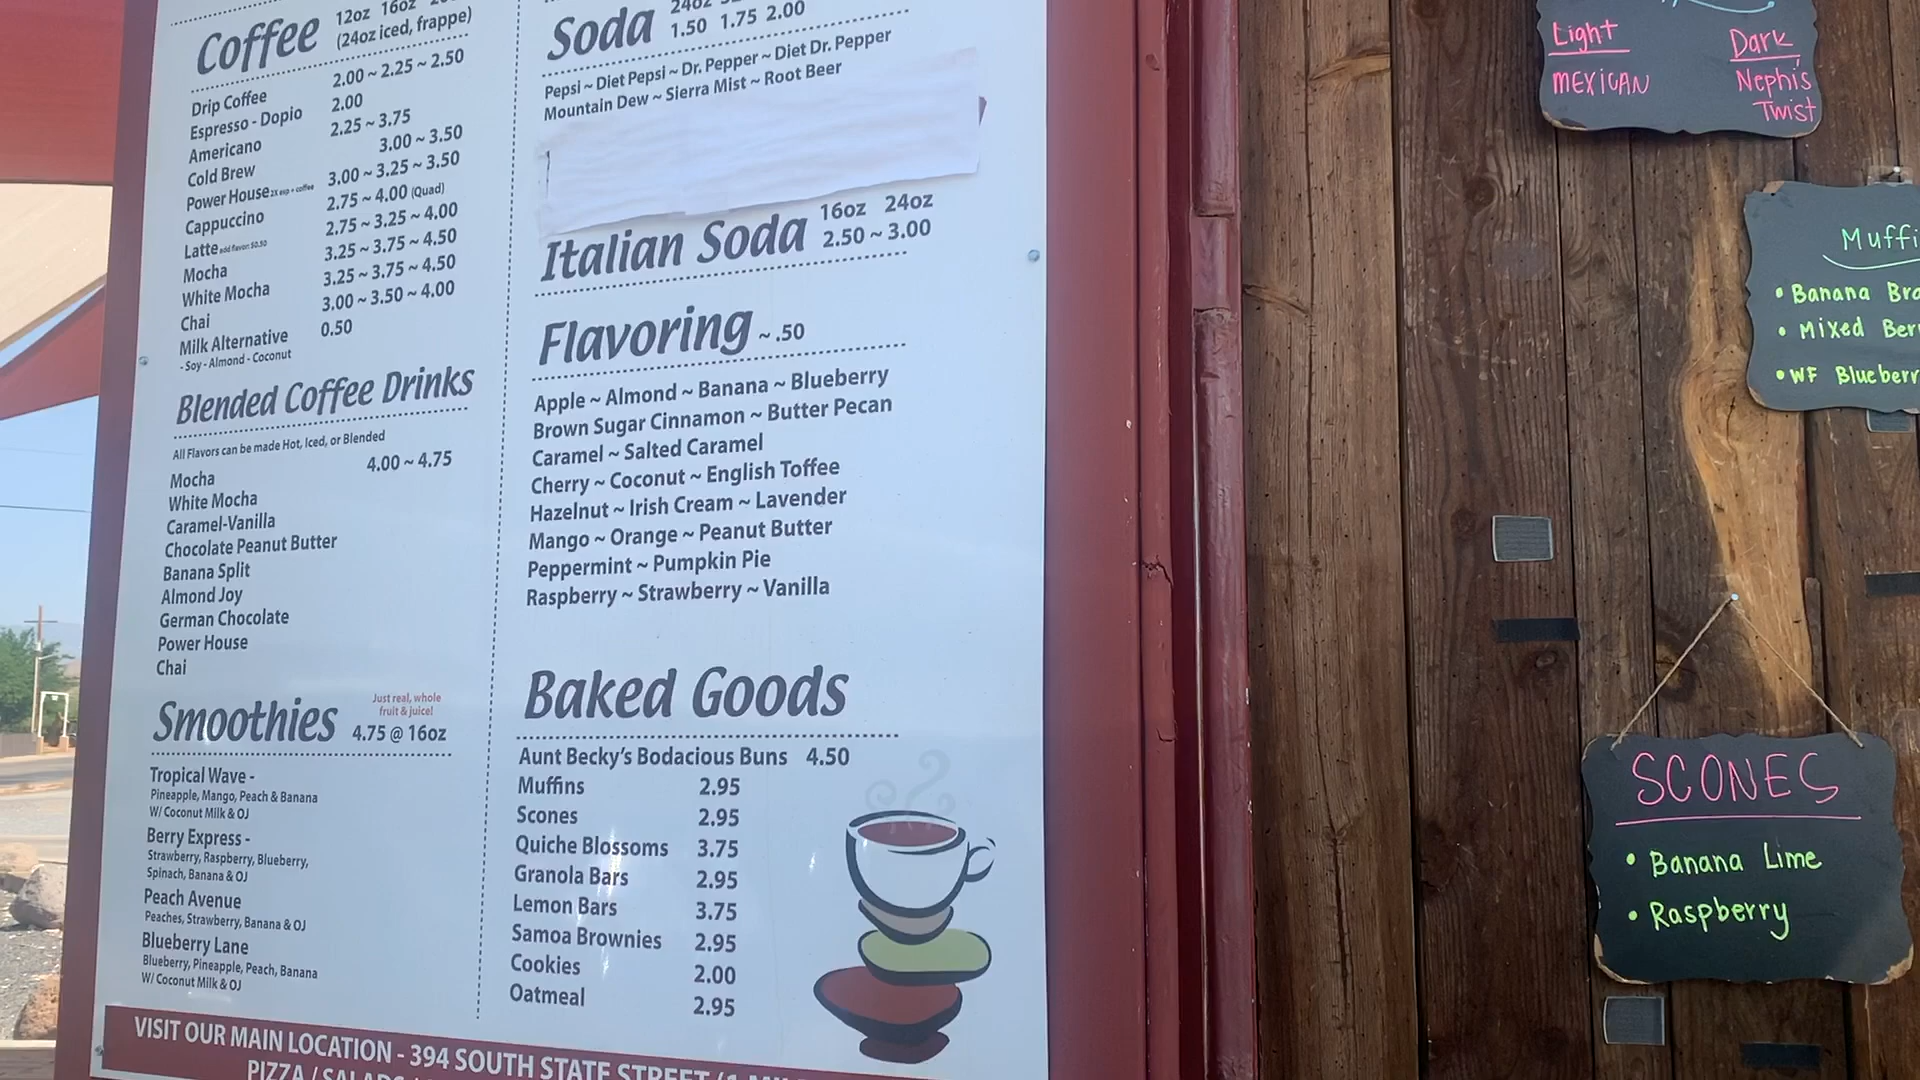 Coffee 12oz 16oz
(24oz iced, frappe)
Drip Coffee 2.00 ~ 2.25 ~ 2.50
Espresso - Dopio 2.00
Americano 2.25 ~ 3.75
Cold Brew 3.00 ~ 3.50
Power House 2X esp + coffee 3.00 ~ 3.25 ~ 3.50
Cappuccino 2.75 ~ 4.00 (Quad)
Latte add flavor: $0.50 2.75 ~ 3.25 ~ 4.00
Mocha 3.25 ~ 3.75 ~ 4.50
White Mocha 3.25 ~ 3.75 ~ 4.50
Chai 3.00 ~ 3.50 ~ 4.00
Milk Alternative 0.50
- Soy - Almond - Coconut
Blended Coffee Drinks
All Flavors can be made Hot, Iced, or Blended
4.00 ~ 4.75
Mocha
White Mocha
Caramel-Vanilla
Chocolate Peanut Butter
Banana Split
Almond Joy
German Chocolate
Power House
Chai
Smoothies
Just real, whole
fruit & juice!
4.75 @ 16oz
Tropical Wave -
Pineapple, Mango, Peach & Banana
W/ Coconut Milk & OJ
Berry Express -
Strawberry, Raspberry, Blueberry,
Spinach, Banana & OJ
Peach Avenue
Peaches, Strawberry, Banana & OJ
Blueberry Lane
Blueberry, Pineapple, Peach, Banana
W/ Coconut Milk & OJ
Soda 24oz
1.50 1.75 2.00
Pepsi ~ Diet Pepsi ~ Dr. Pepper ~ Diet Dr. Pepper
Mountain Dew ~ Sierra Mist ~ Root Beer
Italian Soda 16oz 24oz
2.50 ~ 3.00
Flavoring ~ .50
Apple ~ Almond ~ Banana ~ Blueberry
Brown Sugar Cinnamon ~ Butter Pecan
Caramel ~ Salted Caramel
Cherry ~ Coconut ~ English Toffee
Hazelnut ~ Irish Cream ~ Lavender
Mango ~ Orange ~ Peanut Butter
Peppermint ~ Pumpkin Pie
Raspberry ~ Strawberry ~ Vanilla
Baked Goods
Aunt Becky's Bodacious Buns 4.50
Muffins 2.95
Scones 2.95
Quiche Blossoms 3.75
Granola Bars 2.95
Lemon Bars 3.75
Samoa Brownies 2.95
Cookies 2.00
Oatmeal 2.95
VISIT OUR MAIN LOCATION - 394 SOUTH STATE STREET
PIZZA /
Light Dark
MEXICAN Nephi's
Twist
Muffi
• Banana Bra
• Mixed Ber
• WF Blueberr
SCONES
• Banana Lime
• Raspberry